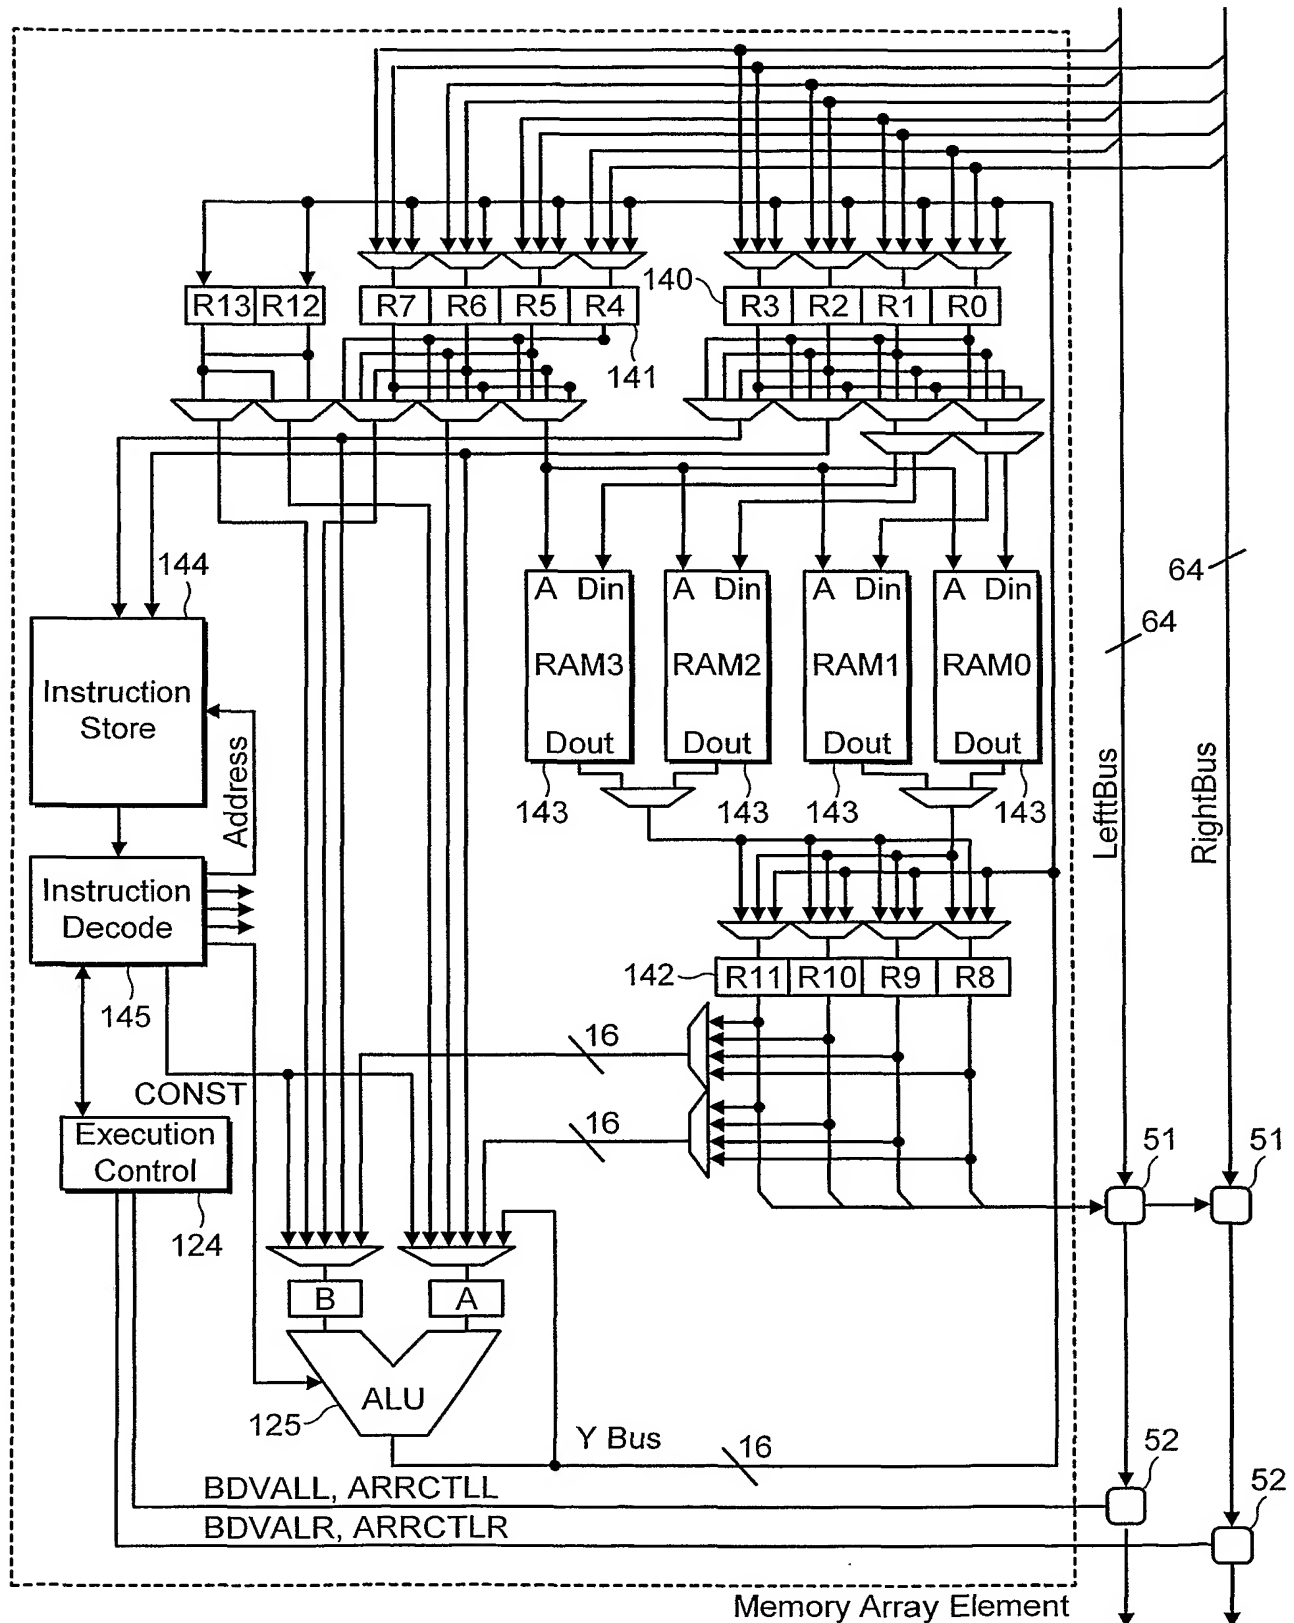 R13 R12 R7 R6 R5 R4 140 R3 R2 R1 R0
141
144
64
64
A Din A Din A Din A Din
Instruction
Store
RAM3 RAM2 RAM1 RAM0
Dout Dout Dout Dout
Address
143 143 143 143
LefttBus
RightBus
Instruction
Decode
142 R11 R10 R9 R8
145
16
CONST
16
Execution
Control
51 51
124
B A
ALU
125
Y Bus 16
52
BDVALL, ARRCTLL
52
BDVALR, ARRCTLR
Memory Array Element